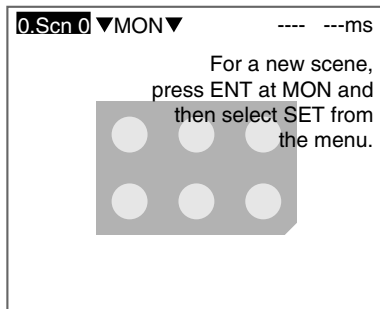 0.Scn 0 ▼MON▼ ---- ---ms
For a new scene,
press ENT at MON and
then select SET from
the menu.